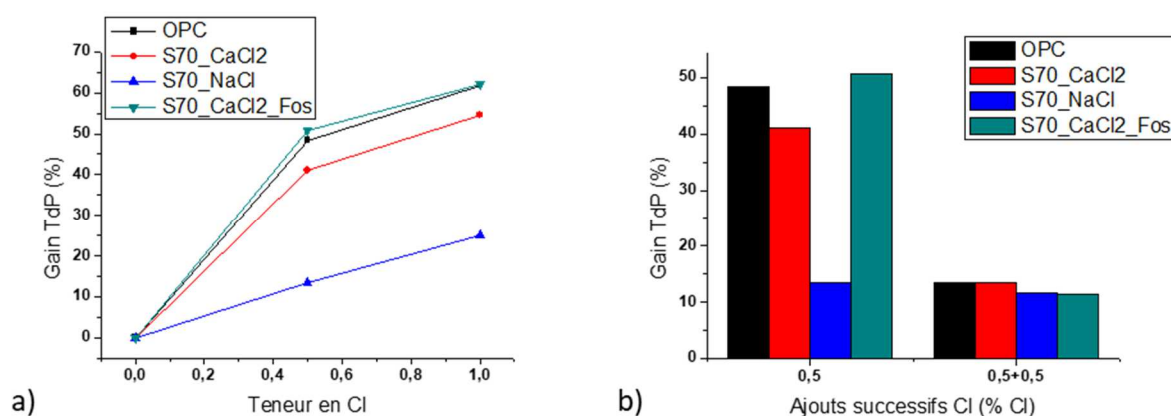 OPC
S70_CaCl2
S70_NaCl
S70_CaCl2_Fos
70
60
50
40
30
20
10
0
Gain TdP (%)
0,0 0,2 0,4 0,6 0,8 1,0
Teneur en Cl
a)
OPC
S70_CaCl2
S70_NaCl
S70_CaCl2_Fos
50
40
30
20
10
0
Gain TdP (%)
0,5 0,5+0,5
Ajouts successifs Cl (% Cl)
b)